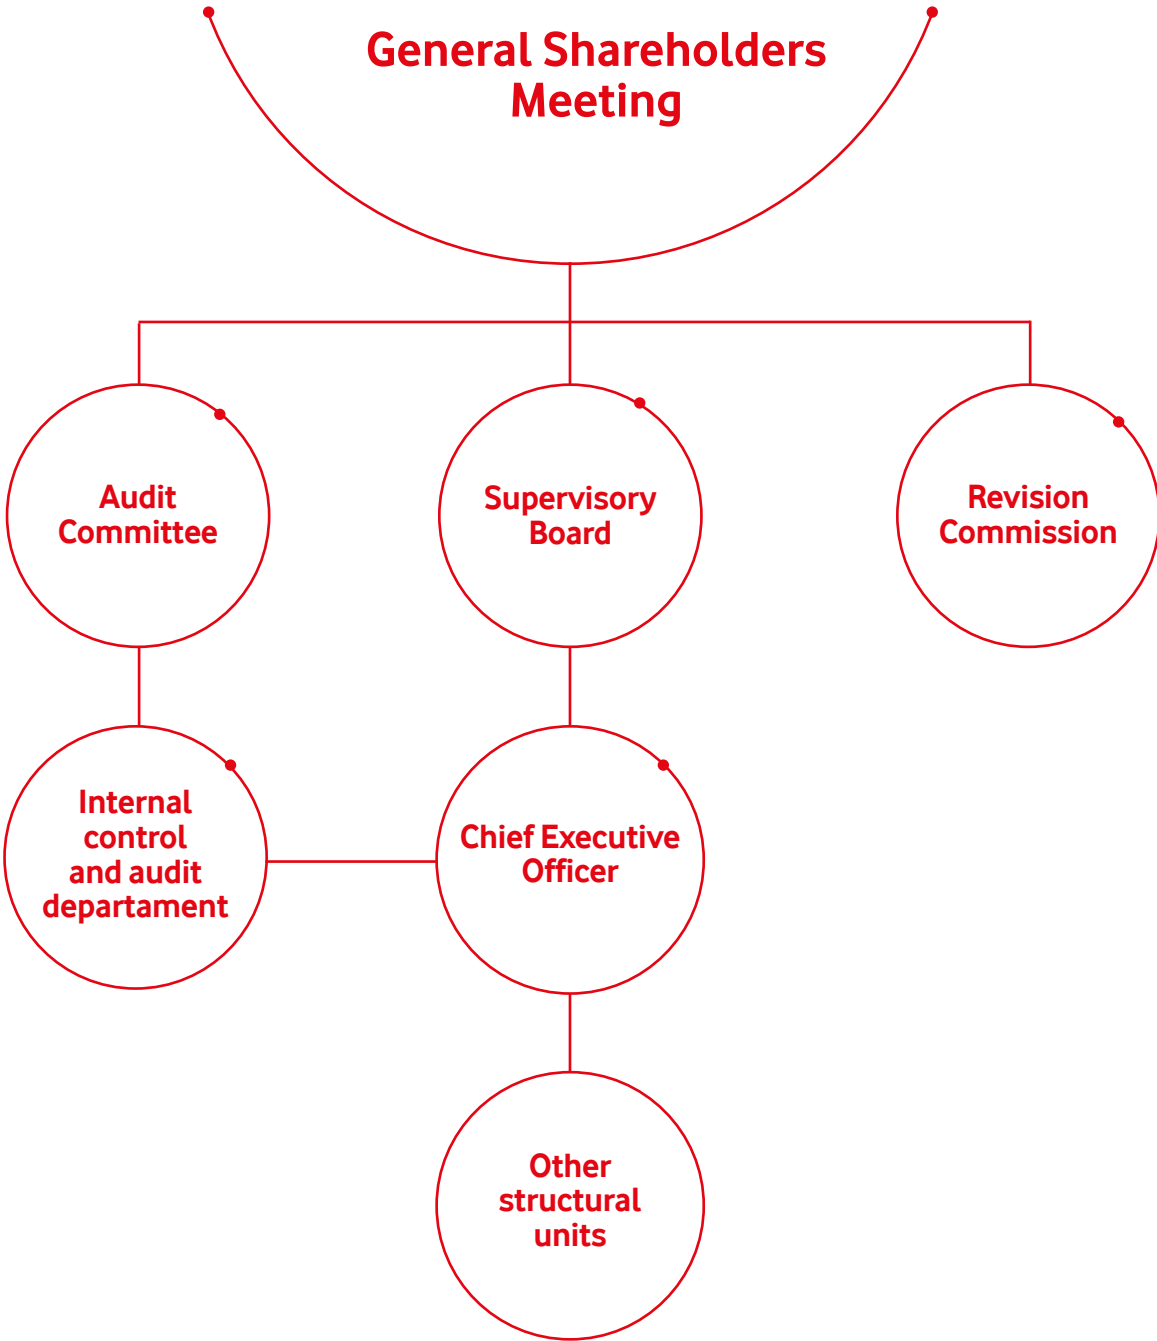 General Shareholders
Meeting
Audit
Committee
Supervisory
Board
Revision
Commission
Internal
control
and audit
departament
Chief Executive
Officer
Other
structural
units